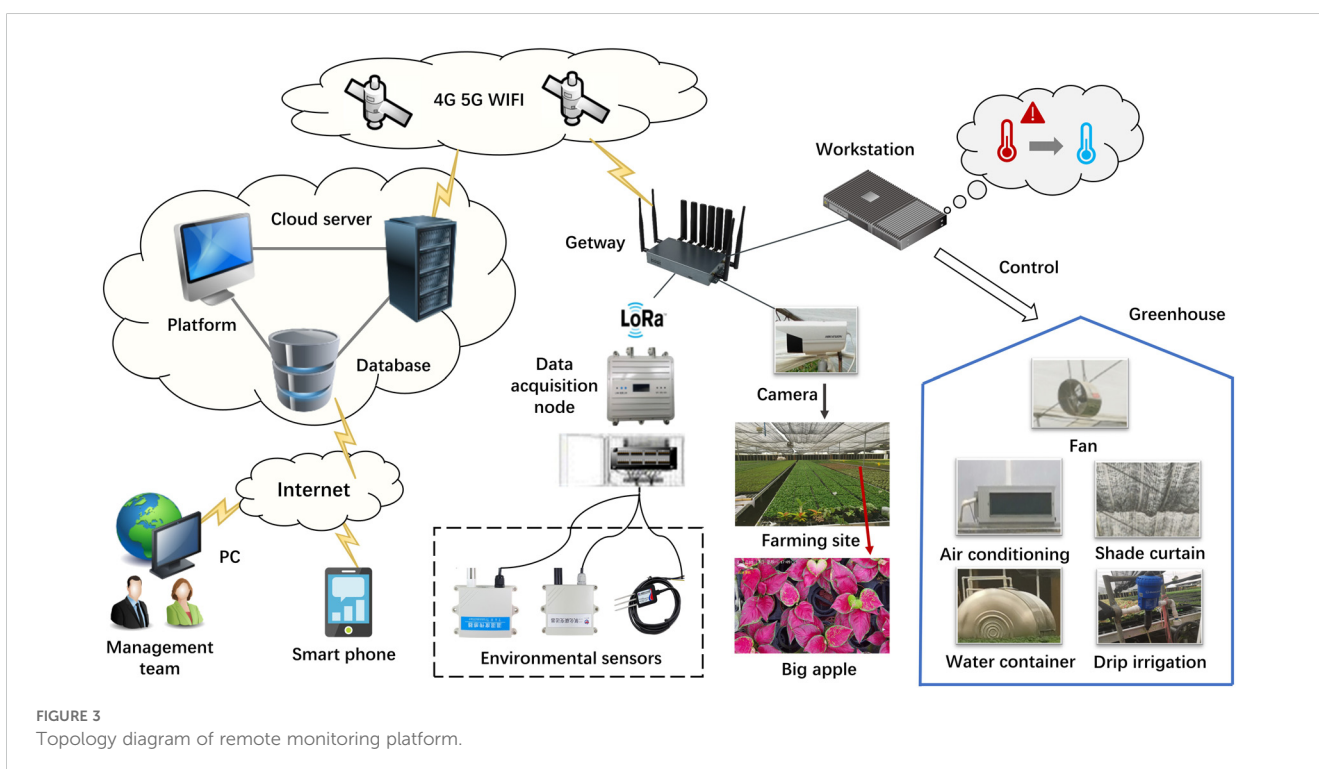 4G 5G WIFI
Workstation
Cloud server
Getway
Control
Platform
Greenhouse
LoRa
Database
Data
acquisition
node
Camera
Fan
Internet
Farming site
Air conditioning
Shade curtain
PC
Management
team
Smart phone
Environmental sensors
Big apple
Water container
Drip irrigation
FIGURE 3
Topology diagram of remote monitoring platform.